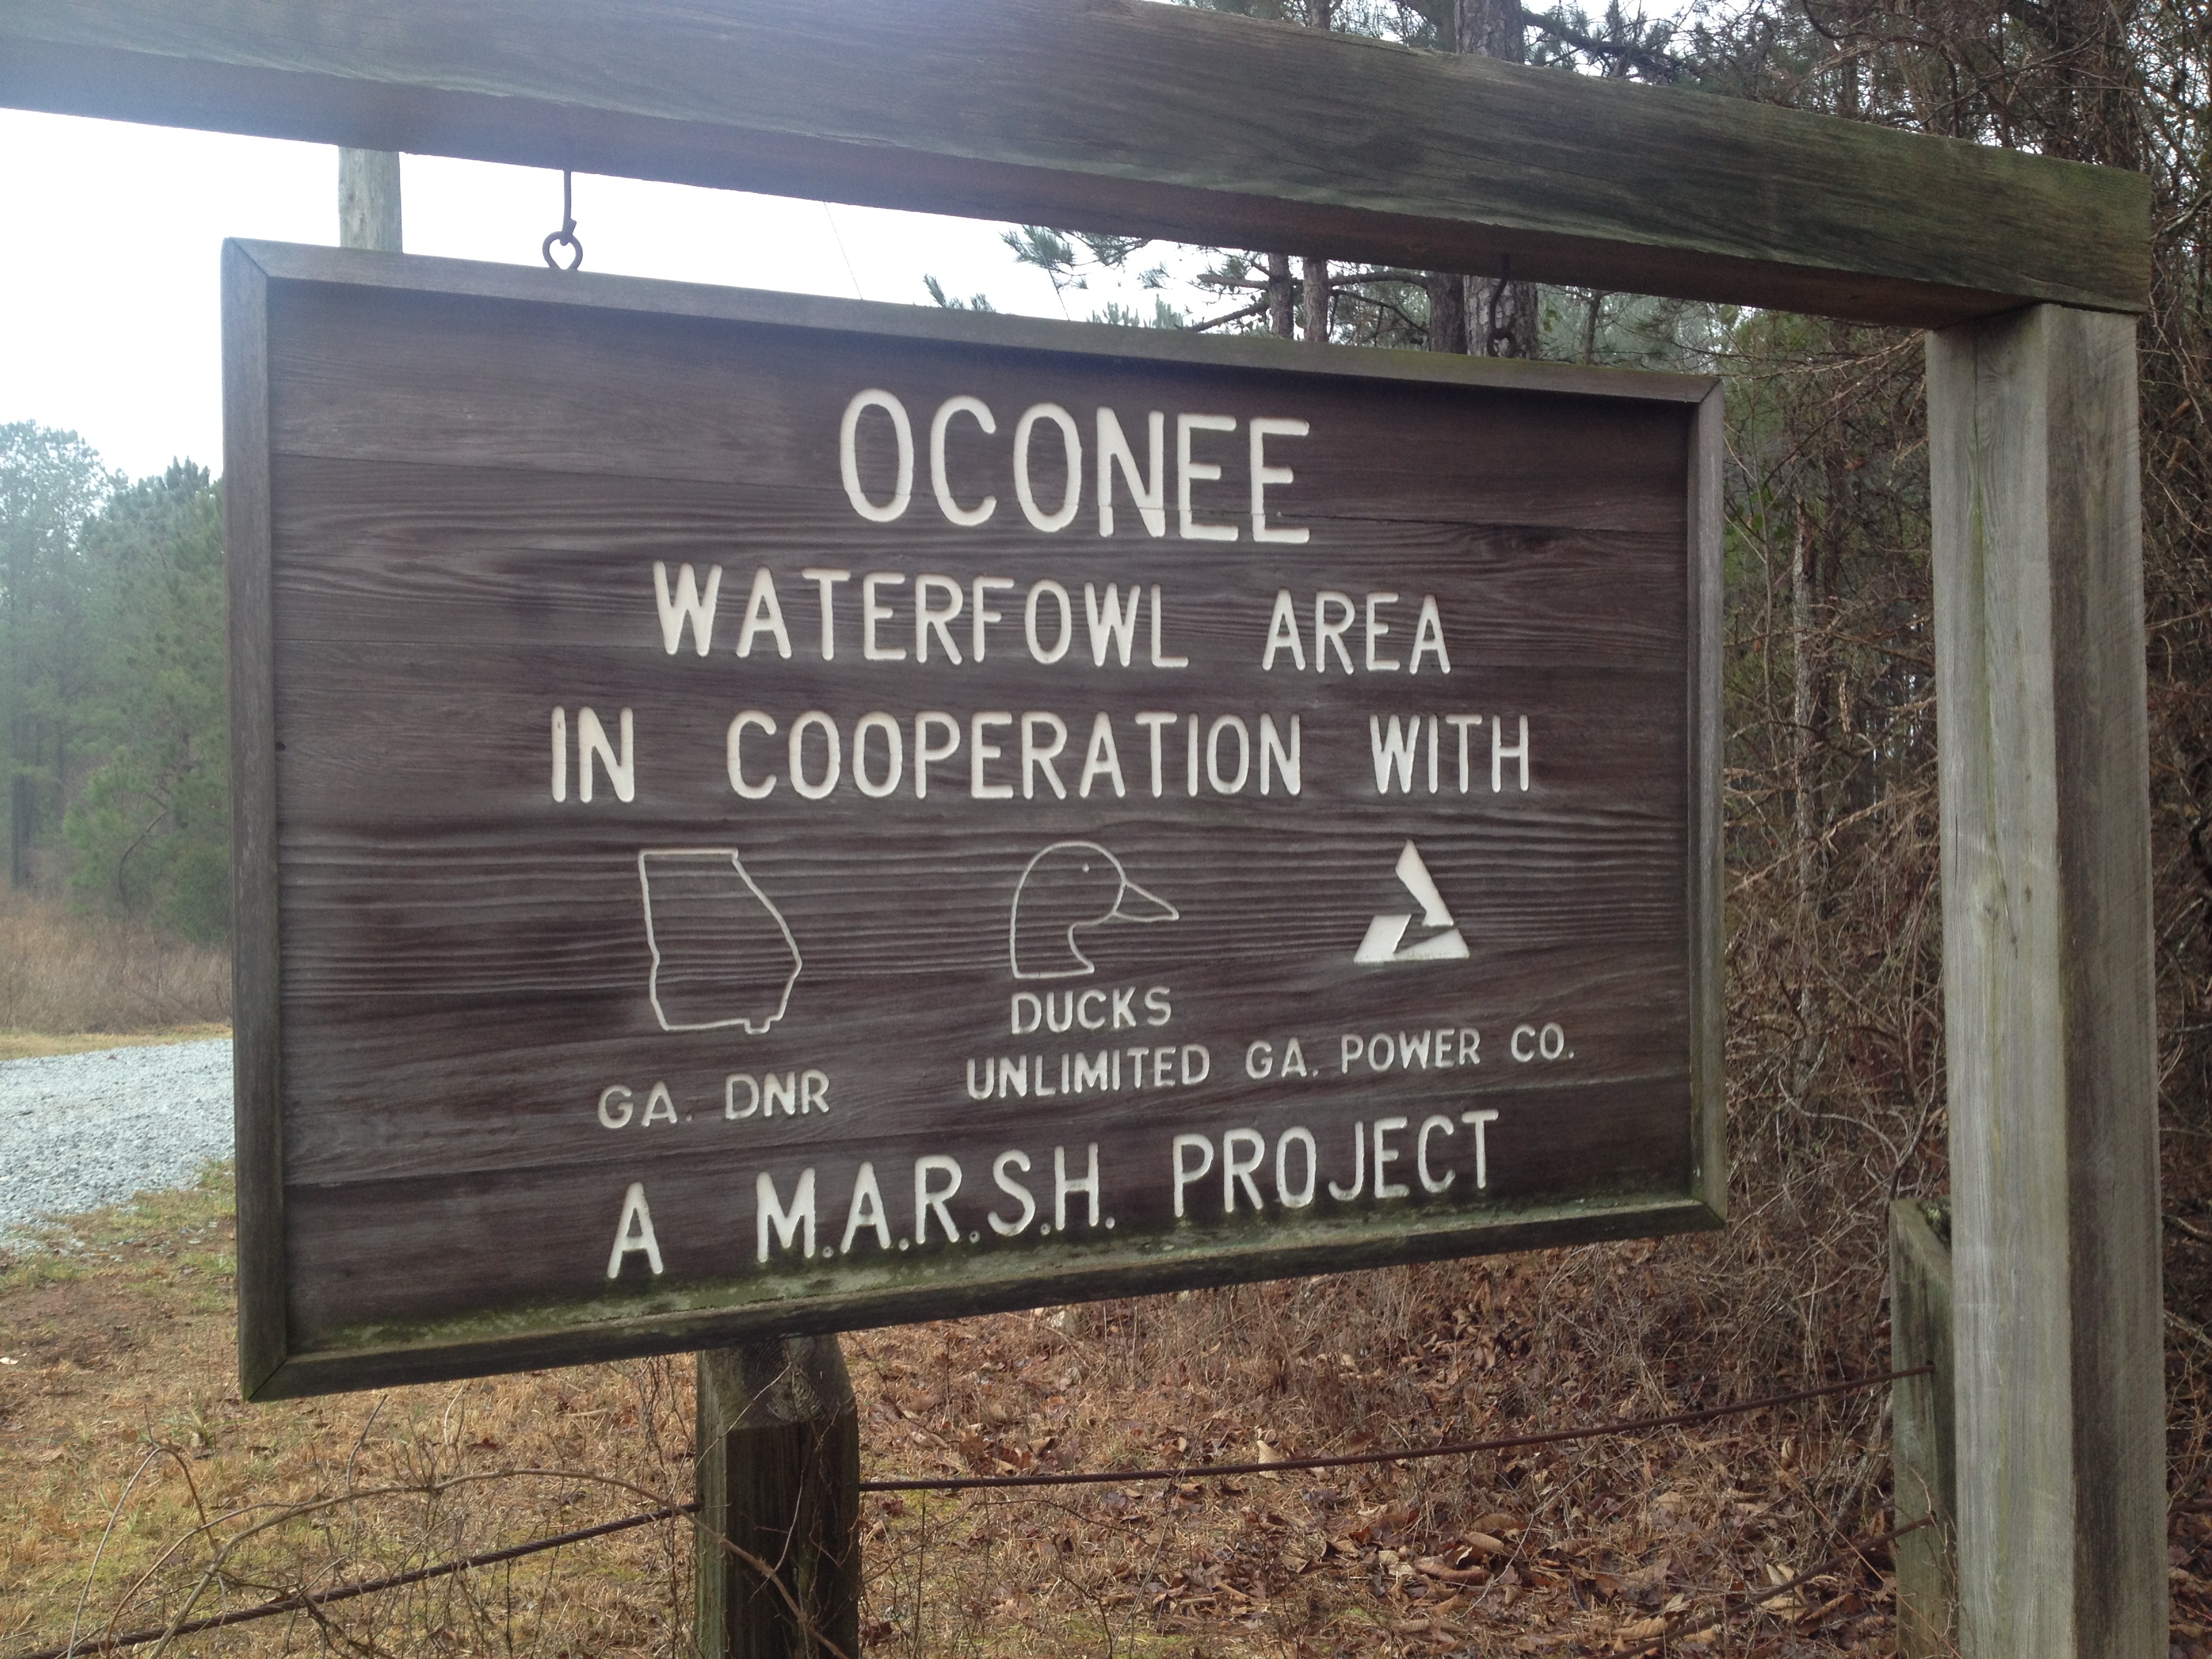 OCONEE
WATERFOWL AREA
IN COOPERATION WITH
GA. DNR
DUCKS
UNLIMITED
GA. POWER CO.
A M.A.R.S.H. PROJECT